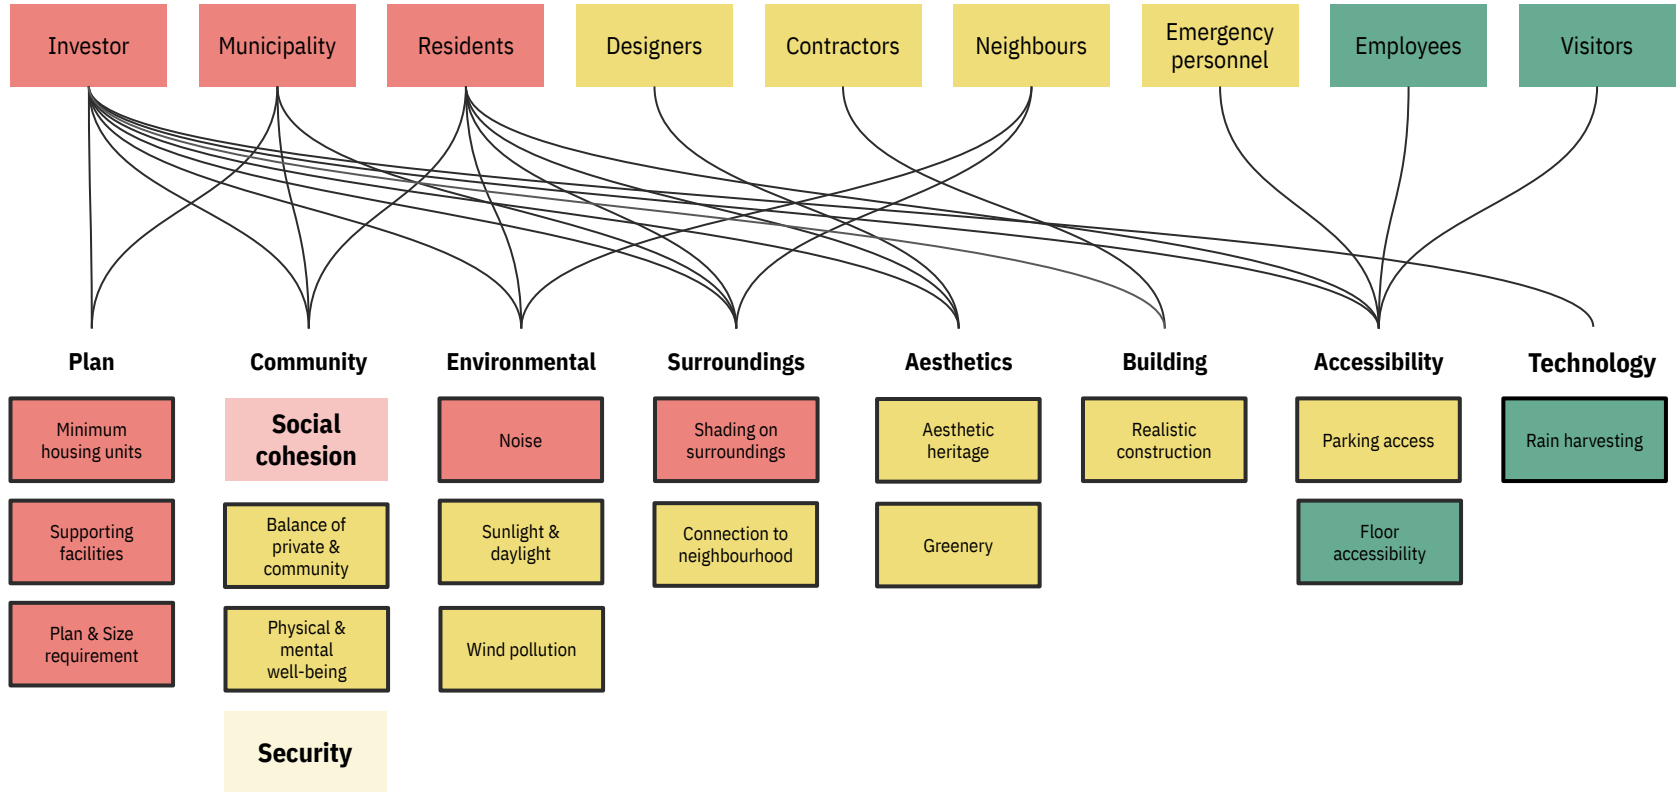 Investor
Municipality
Residents
Designers
Contractors
Neighbours
Emergency
personnel
Employees
Visitors
Plan
Community
Environmental
Surroundings
Aesthetics
Building
Accessibility
Technology
Minimum
housing units
Supporting
facilities
Plan & Size
requirement
Social
cohesion
Balance of
private &
community
Physical &
mental
well-being
Security
Noise
Sunlight &
daylight
Wind pollution
Shading on
surroundings
Connection to
neighbourhood
Aesthetic
heritage
Greenery
Realistic
construction
Parking access
Floor
accessibility
Rain harvesting